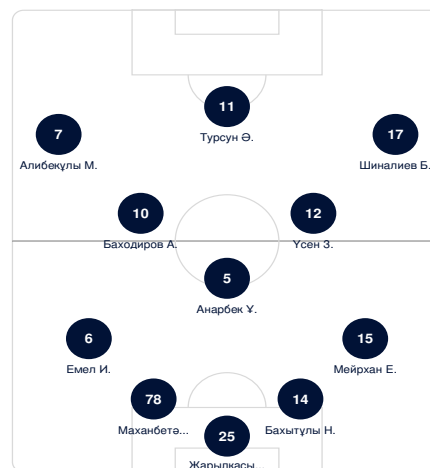 11
Турсун Ә.
7
Алибекұлы М.
17
Шиналиев Б.
10
Баходиров А.
12
Үсен З.
5
Анарбек Ұ.
6
Емел И.
15
Мейрхан Е.
78
Маханбетә...
14
Бахытұлы Н.
25
Жарылқасы...